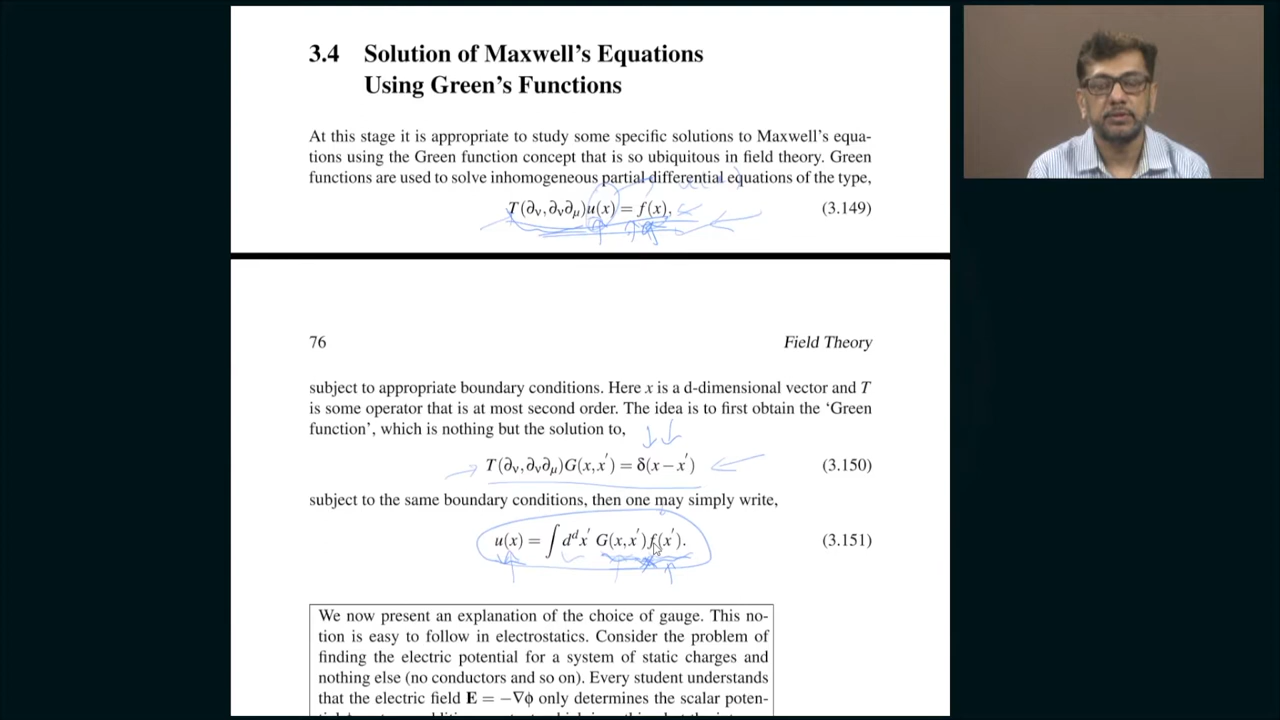 3.4 Solution of Maxwell's Equations
Using Green's Functions
At this stage it is appropriate to study some specific solutions to Maxwell's equa-
tions using the Green function concept that is so ubiquitous in field theory. Green
functions are used to solve inhomogeneous partial differential equations of the type,
T(∂ν,∂ν∂μ)u(x) = f(x), (3.149)
76 Field Theory
subject to appropriate boundary conditions. Here x is a d-dimensional vector and T
is some operator that is at most second order. The idea is to first obtain the 'Green
function', which is nothing but the solution to,
T(∂ν,∂ν∂μ)G(x,x′) = δ(x−x′) (3.150)
subject to the same boundary conditions, then one may simply write,
u(x) = ∫ dᵈx′ G(x,x′)f(x′). (3.151)
We now present an explanation of the choice of gauge. This no-
tion is easy to follow in electrostatics. Consider the problem of
finding the electric potential for a system of static charges and
nothing else (no conductors and so on). Every student understands
that the electric field E = −∇ϕ only determines the scalar poten-